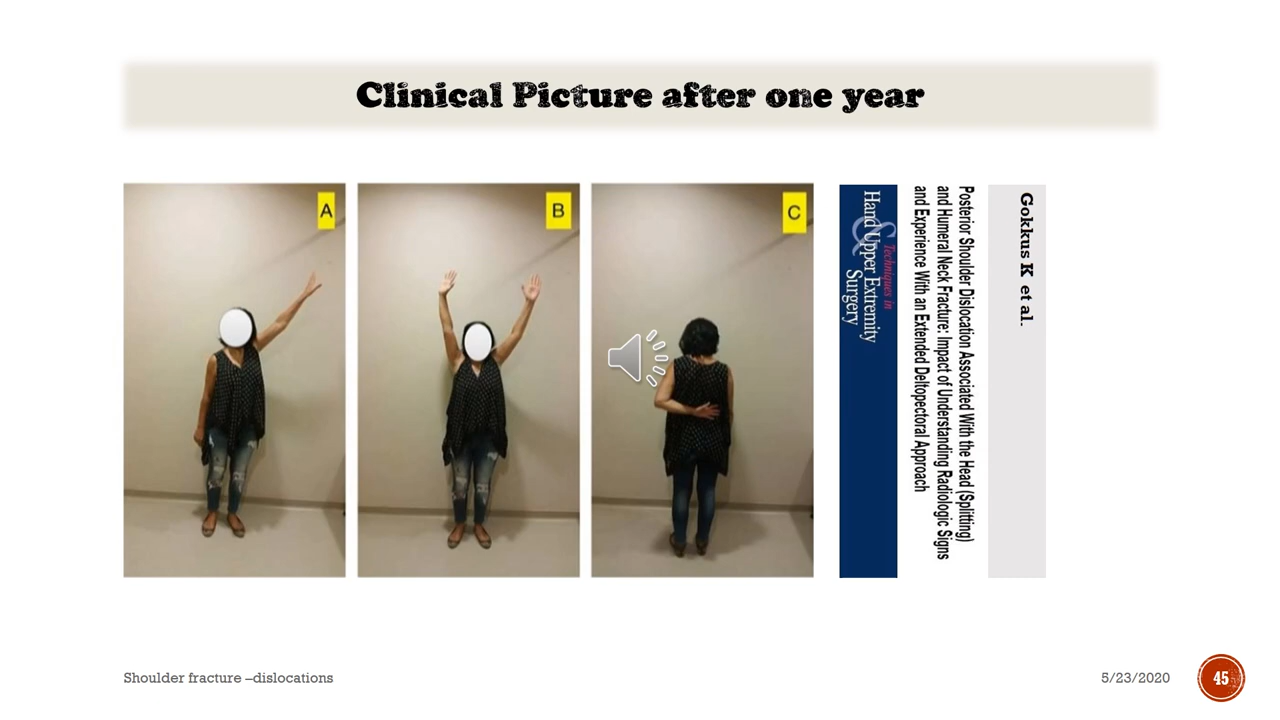 Clinical Picture after one year
A
B
C
Techniques in
Hand & Upper Extremity
Surgery
Posterior Shoulder Dislocation Associated With the Head (Splitting)
and Humeral Neck Fracture: Impact of Understanding Radiologic Signs
and Experience With an Extended Deltopectoral Approach
Gokkus K et al.
Shoulder fracture –dislocations
5/23/2020
45